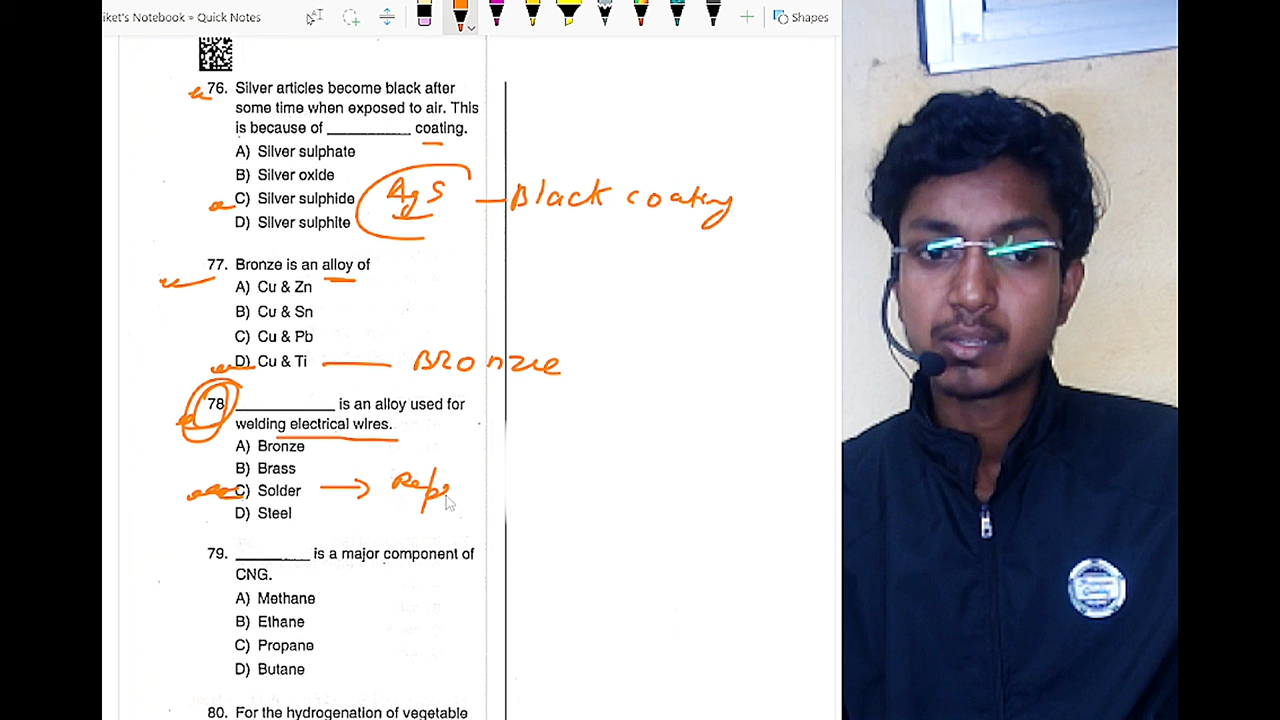 iket's Notebook » Quick Notes
Shapes
76. Silver articles become black after
some time when exposed to air. This
is because of __________ coating.
A) Silver sulphate
B) Silver oxide
C) Silver sulphide
AgS — Black coating
D) Silver sulphite
77. Bronze is an alloy of
A) Cu & Zn
B) Cu & Sn
C) Cu & Pb
D) Cu & Ti — Bronze
78 __________ is an alloy used for
welding electrical wires.
A) Bronze
B) Brass
C) Solder → Rep
D) Steel
79. __________ is a major component of
CNG.
A) Methane
B) Ethane
C) Propane
D) Butane
80. For the hydrogenation of vegetable